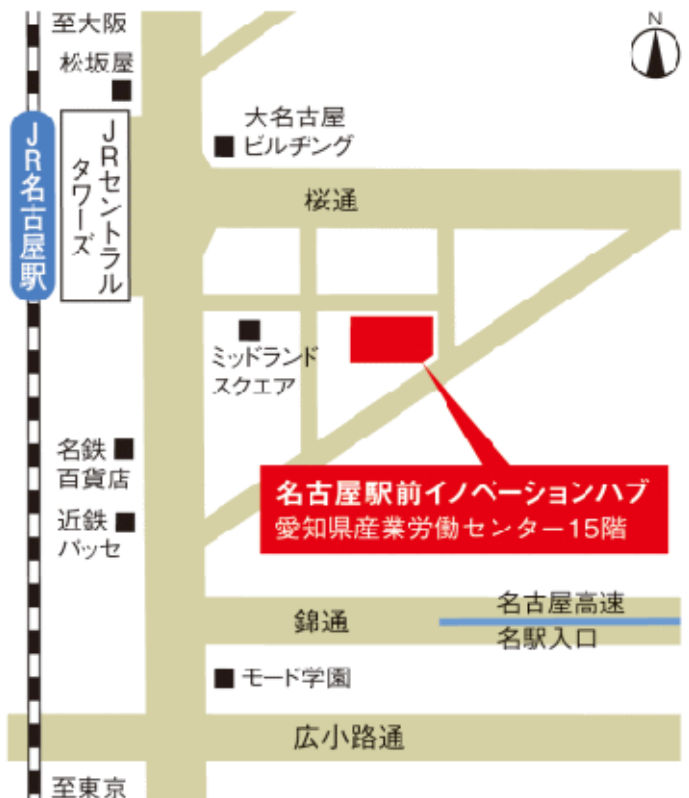 至大阪
松坂屋
N
JR名古屋駅
JRセントラル
タワーズ
大名古屋
ビルヂング
桜通
ミッドランド
スクエア
名鉄
百貨店
近鉄
パッセ
名古屋駅前イノベーションハブ
愛知県産業労働センター15階
錦通
名古屋高速
名駅入口
モード学園
広小路通
至東京